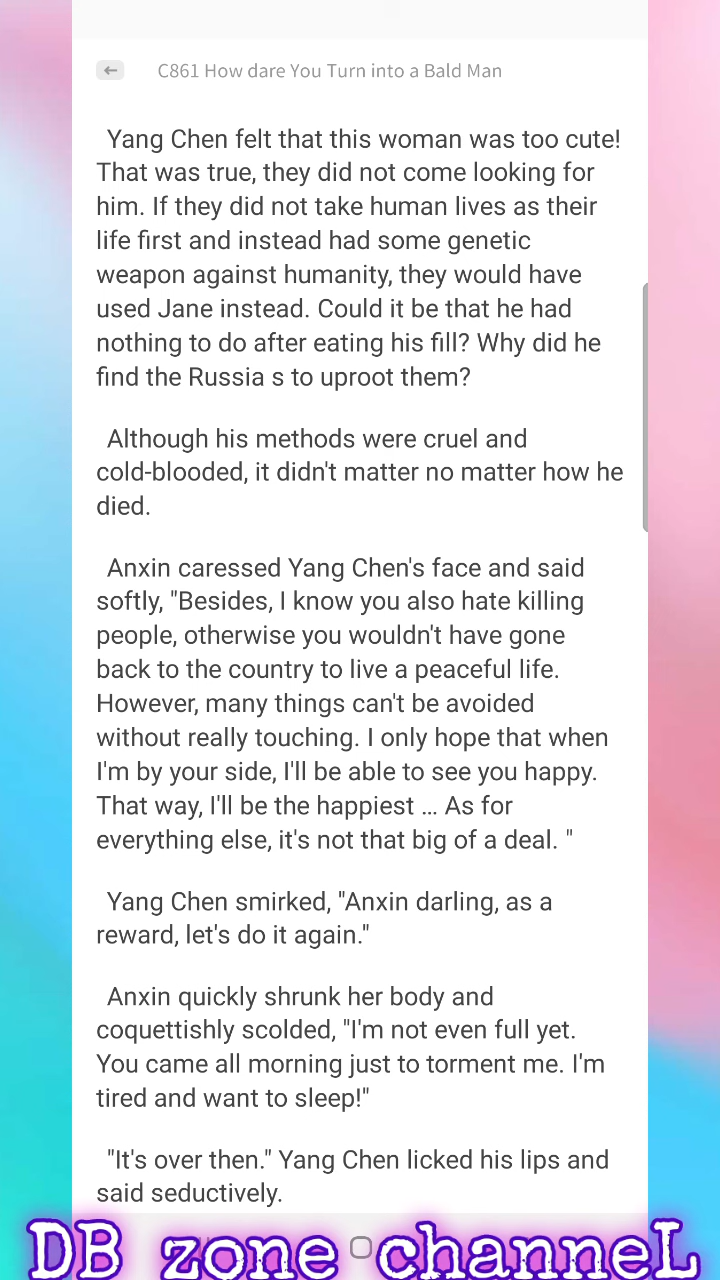 C861 How dare You Turn into a Bald Man
Yang Chen felt that this woman was too cute!
That was true, they did not come looking for
him. If they did not take human lives as their
life first and instead had some genetic
weapon against humanity, they would have
used Jane instead. Could it be that he had
nothing to do after eating his fill? Why did he
find the Russia s to uproot them?
Although his methods were cruel and
cold-blooded, it didn't matter no matter how he
died.
Anxin caressed Yang Chen's face and said
softly, "Besides, I know you also hate killing
people, otherwise you wouldn't have gone
back to the country to live a peaceful life.
However, many things can't be avoided
without really touching. I only hope that when
I'm by your side, I'll be able to see you happy.
That way, I'll be the happiest … As for
everything else, it's not that big of a deal. "
Yang Chen smirked, "Anxin darling, as a
reward, let's do it again."
Anxin quickly shrunk her body and
coquettishly scolded, "I'm not even full yet.
You came all morning just to torment me. I'm
tired and want to sleep!"
"It's over then." Yang Chen licked his lips and
said seductively.
DB zone channeL